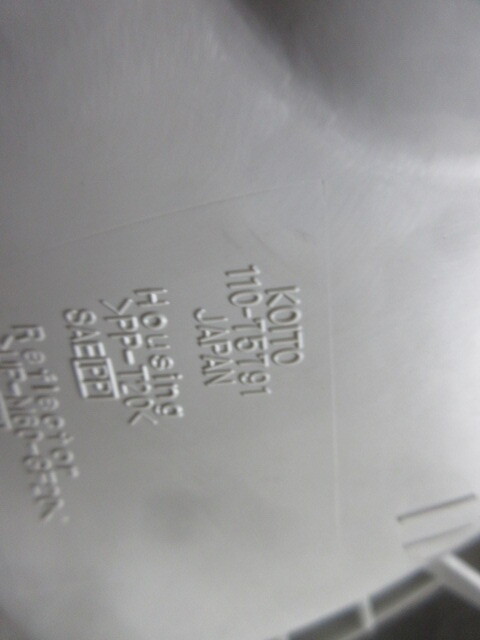 KOITO
110-75191
JAPAN
Housing
>PP-T20<
SAE
Reflector